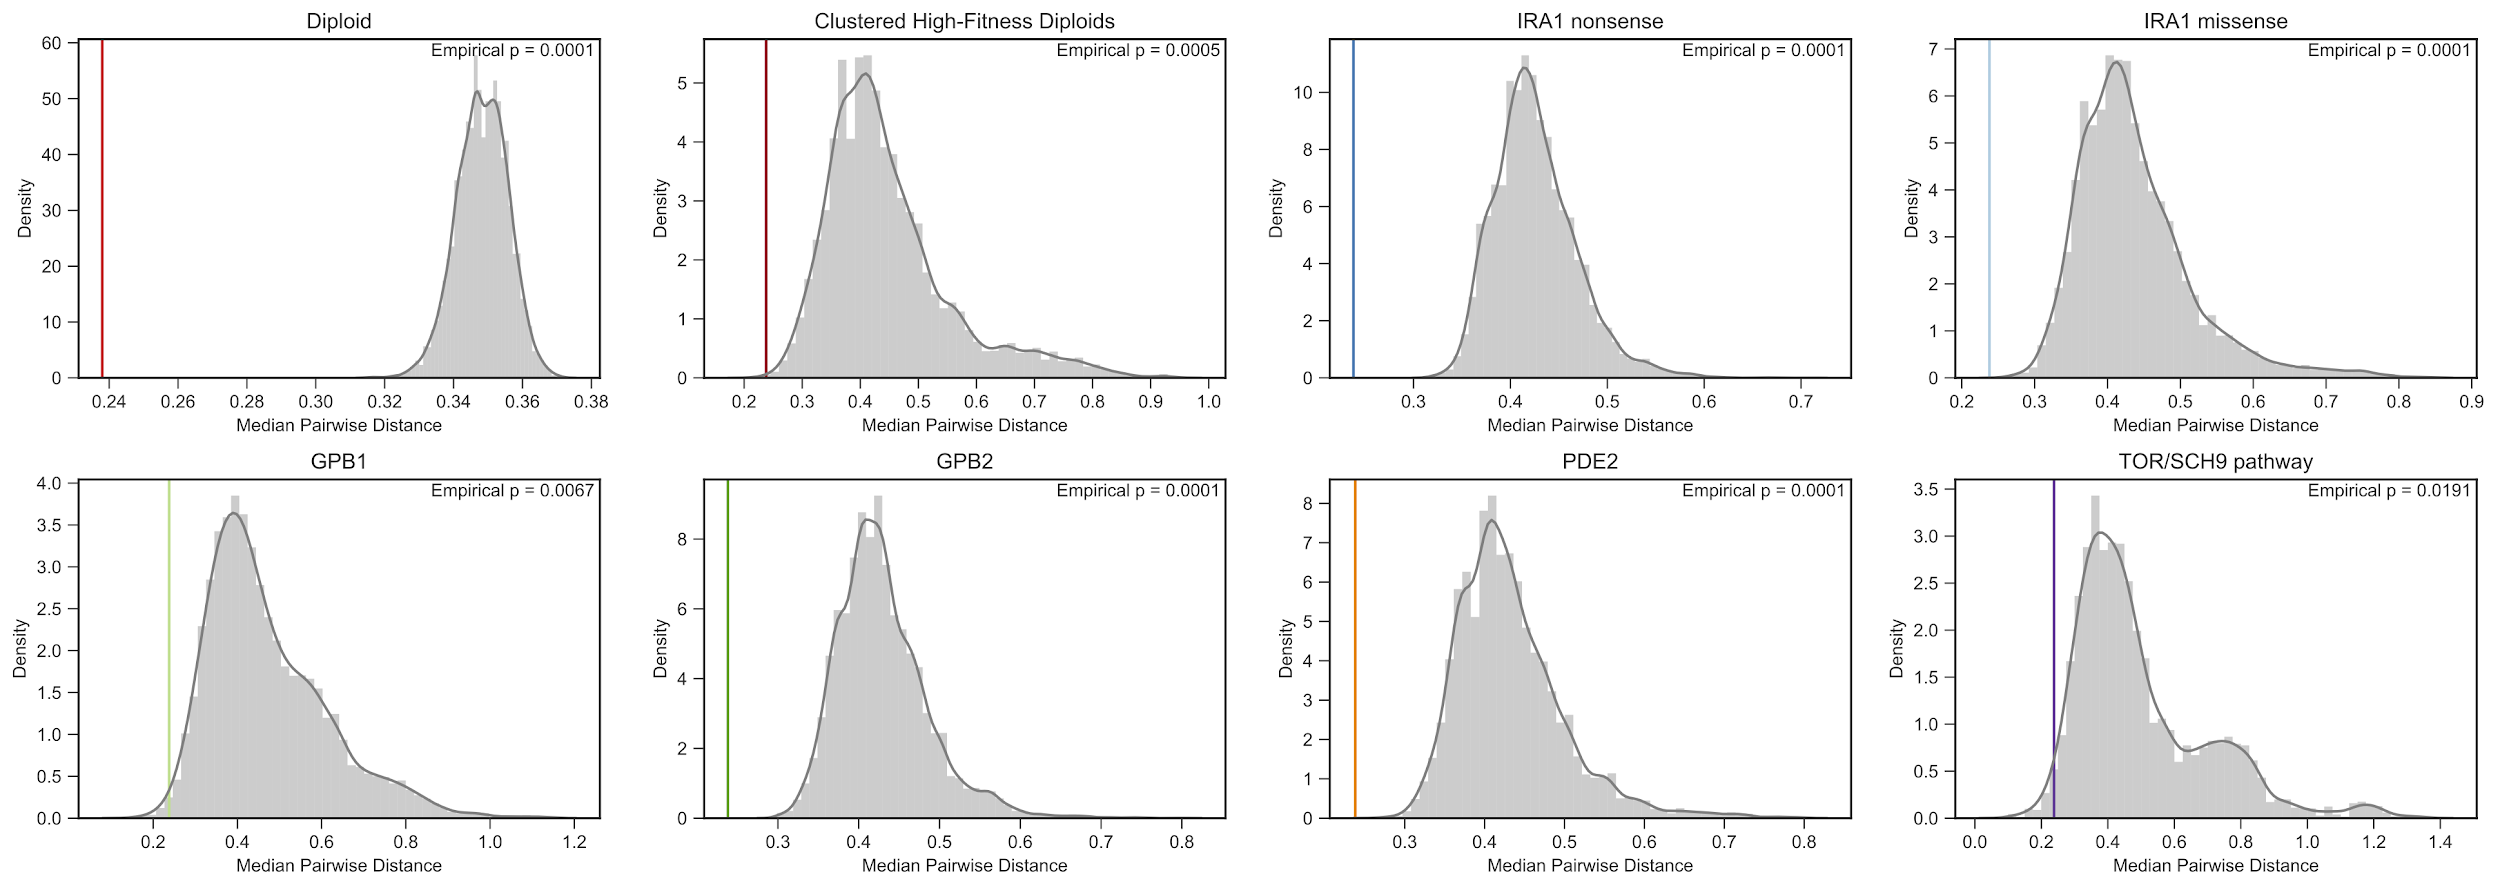 Diploid
Empirical p = 0.0001
60
50
40
30
20
10
0
Density
0.24 0.26 0.28 0.30 0.32 0.34 0.36 0.38
Median Pairwise Distance
Clustered High-Fitness Diploids
Empirical p = 0.0005
5
4
3
2
1
0
Density
0.2 0.3 0.4 0.5 0.6 0.7 0.8 0.9 1.0
Median Pairwise Distance
IRA1 nonsense
Empirical p = 0.0001
10
8
6
4
2
0
Density
0.3 0.4 0.5 0.6 0.7
Median Pairwise Distance
IRA1 missense
Empirical p = 0.0001
7
6
5
4
3
2
1
0
Density
0.2 0.3 0.4 0.5 0.6 0.7 0.8 0.9
Median Pairwise Distance
GPB1
Empirical p = 0.0067
4.0
3.5
3.0
2.5
2.0
1.5
1.0
0.5
0.0
Density
0.2 0.4 0.6 0.8 1.0 1.2
Median Pairwise Distance
GPB2
Empirical p = 0.0001
8
6
4
2
0
Density
0.3 0.4 0.5 0.6 0.7 0.8
Median Pairwise Distance
PDE2
Empirical p = 0.0001
8
7
6
5
4
3
2
1
0
Density
0.3 0.4 0.5 0.6 0.7 0.8
Median Pairwise Distance
TOR/SCH9 pathway
Empirical p = 0.0191
3.5
3.0
2.5
2.0
1.5
1.0
0.5
0.0
Density
0.0 0.2 0.4 0.6 0.8 1.0 1.2 1.4
Median Pairwise Distance